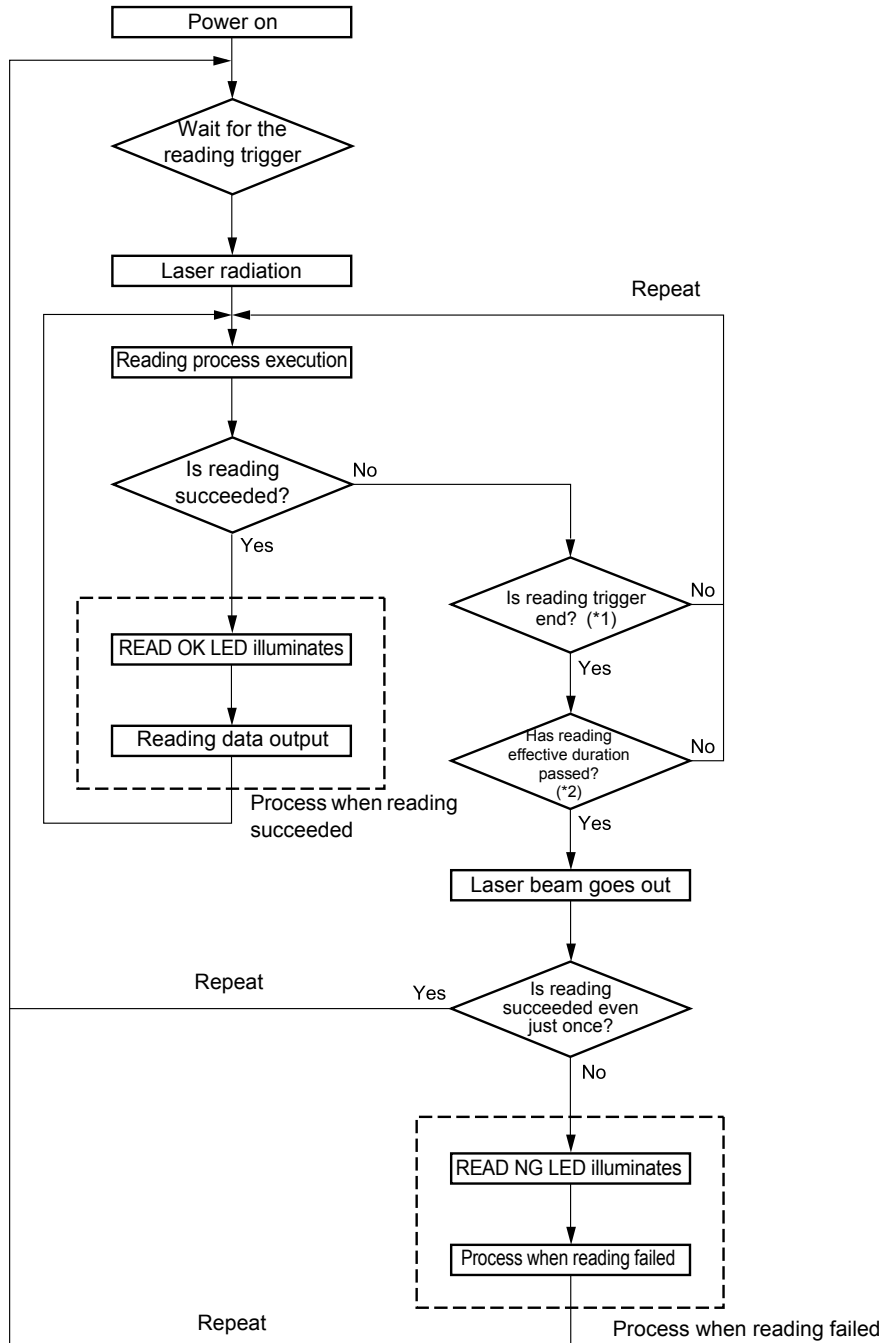 Power on
Wait for the
reading trigger
Laser radiation
Repeat
Reading process execution
Is reading
succeeded?
No
Yes
Is reading trigger
end? (*1)
No
Yes
READ OK LED illuminates
Reading data output
Process when reading
succeeded
Has reading
effective duration
passed?
(*2)
No
Yes
Laser beam goes out
Repeat
Yes
Is reading
succeeded even
just once?
No
READ NG LED illuminates
Process when reading failed
Repeat
Process when reading failed